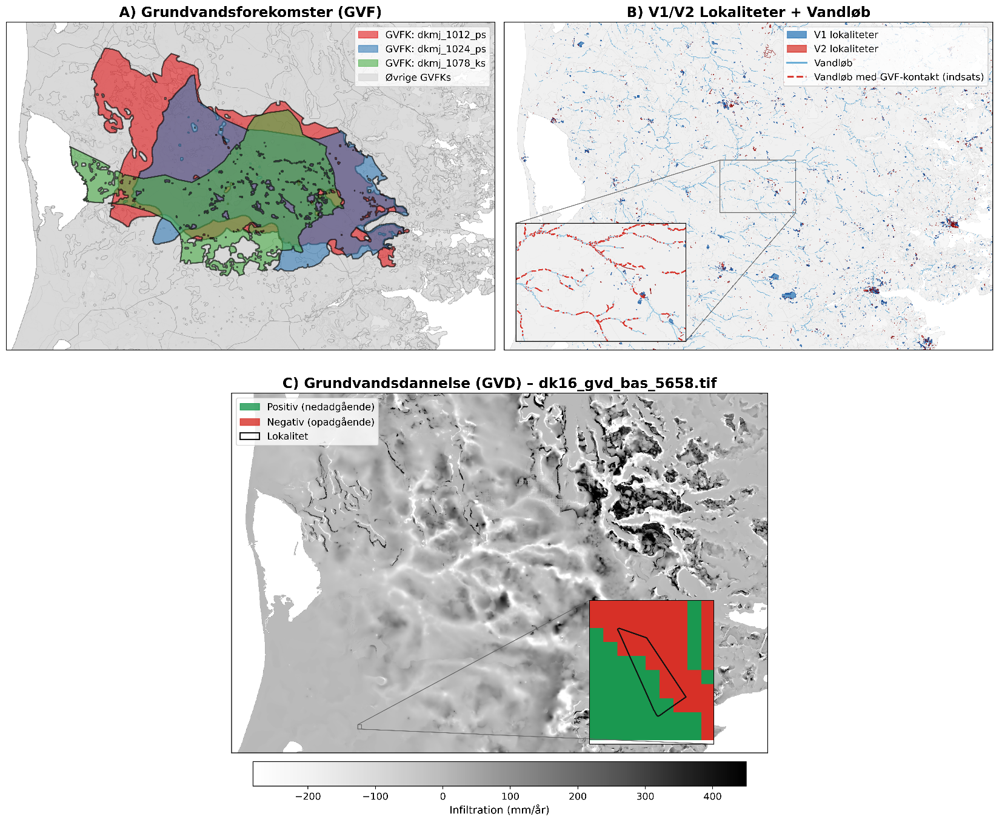 A) Grundvandsforekomster (GVF)
GVFK: dkmj_1012_ps
GVFK: dkmj_1024_ps
GVFK: dkmj_1078_ks
Øvrige GVFKs
B) V1/V2 Lokaliteter + Vandløb
V1 lokaliteter
V2 lokaliteter
Vandløb
Vandløb med GVF-kontakt (indsats)
C) Grundvandsdannelse (GVD) – dk16_gvd_bas_5658.tif
Positiv (nedadgående)
Negativ (opadgående)
Lokalitet
−200 −100 0 100 200 300 400
Infiltration (mm/år)